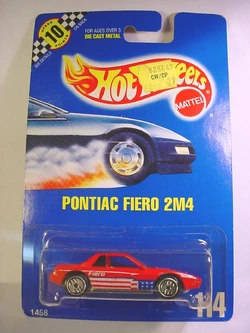 10
FOR AGES OVER 3
DIE CAST METAL
Hot Wheels
MATTEL
PONTIAC FIERO 2M4
Fiero
1458
114